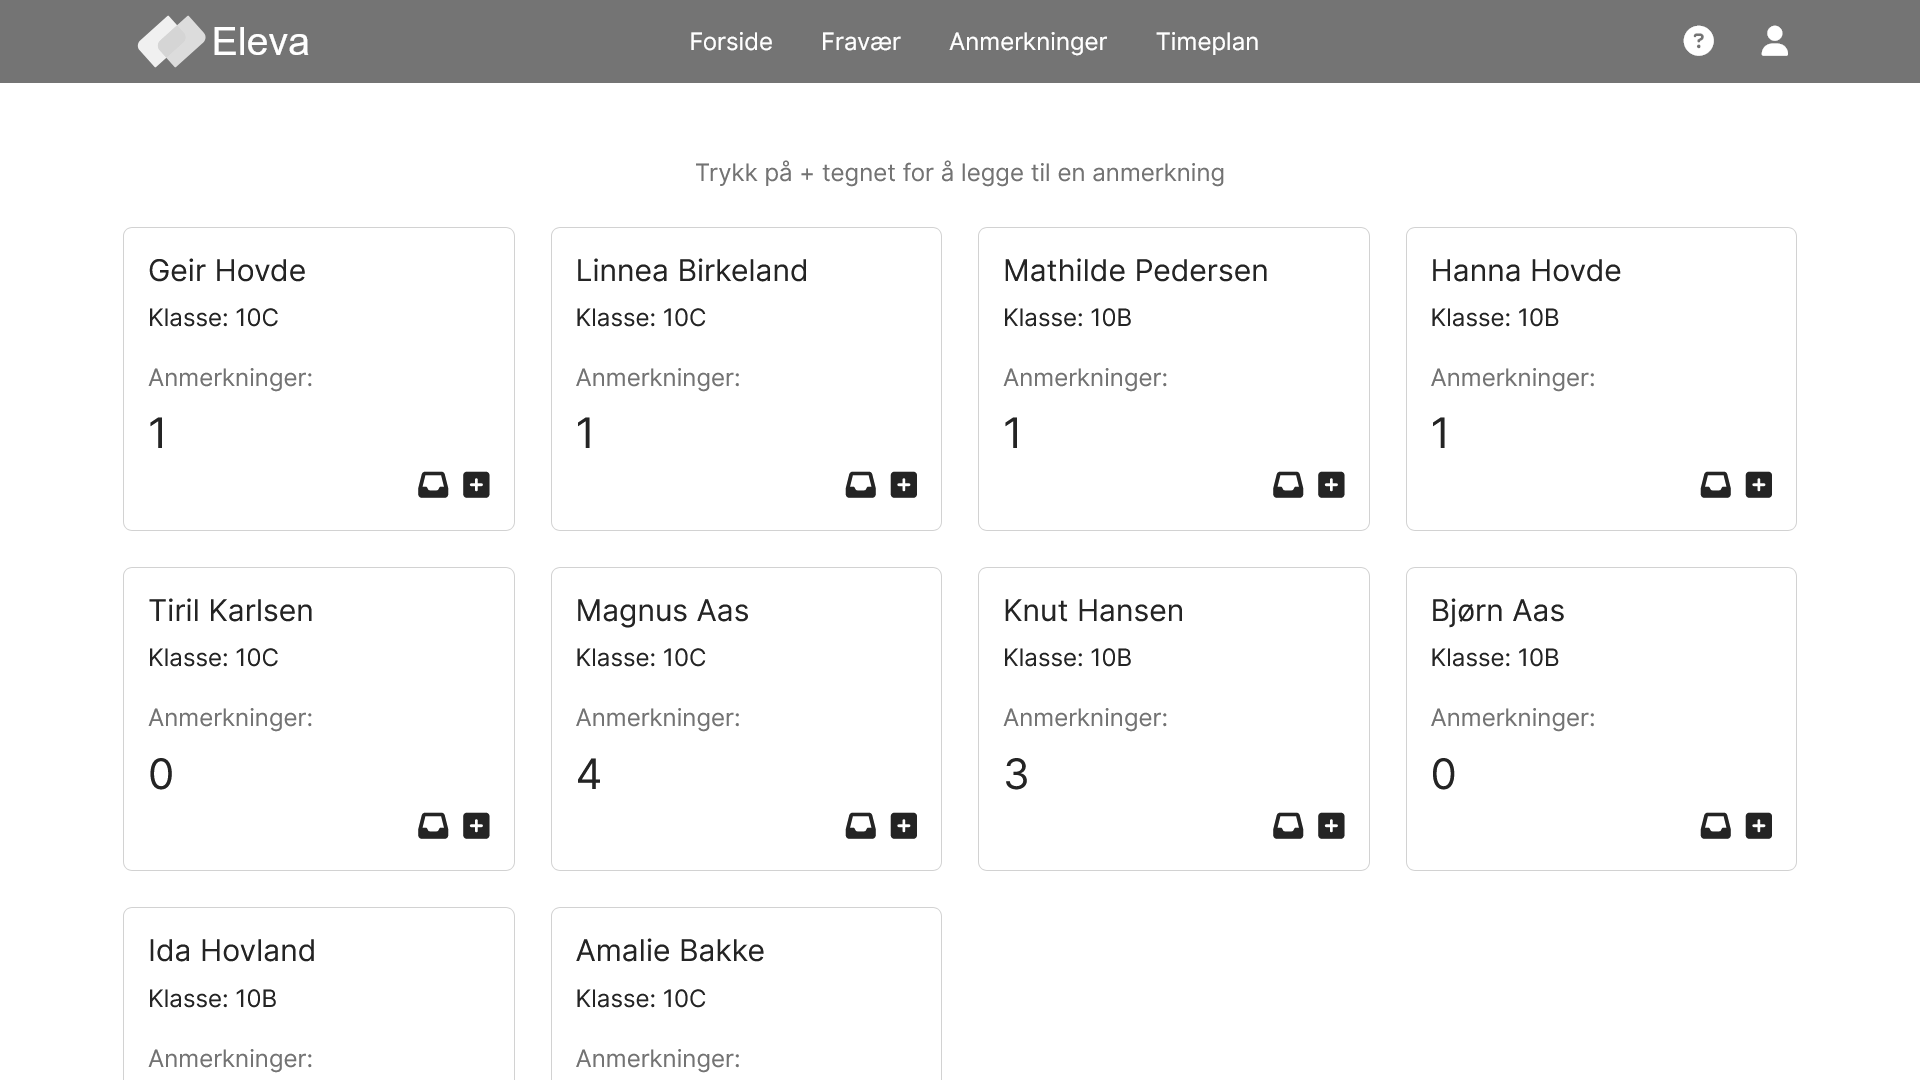 Eleva
Forside
Fravær
Anmerkninger
Timeplan
?
Trykk på + tegnet for å legge til en anmerkning
Geir Hovde
Klasse: 10C
Anmerkninger:
1
Linnea Birkeland
Klasse: 10C
Anmerkninger:
1
Mathilde Pedersen
Klasse: 10B
Anmerkninger:
1
Hanna Hovde
Klasse: 10B
Anmerkninger:
1
Tiril Karlsen
Klasse: 10C
Anmerkninger:
0
Magnus Aas
Klasse: 10C
Anmerkninger:
4
Knut Hansen
Klasse: 10B
Anmerkninger:
3
Bjørn Aas
Klasse: 10B
Anmerkninger:
0
Ida Hovland
Klasse: 10B
Anmerkninger:
Amalie Bakke
Klasse: 10C
Anmerkninger: